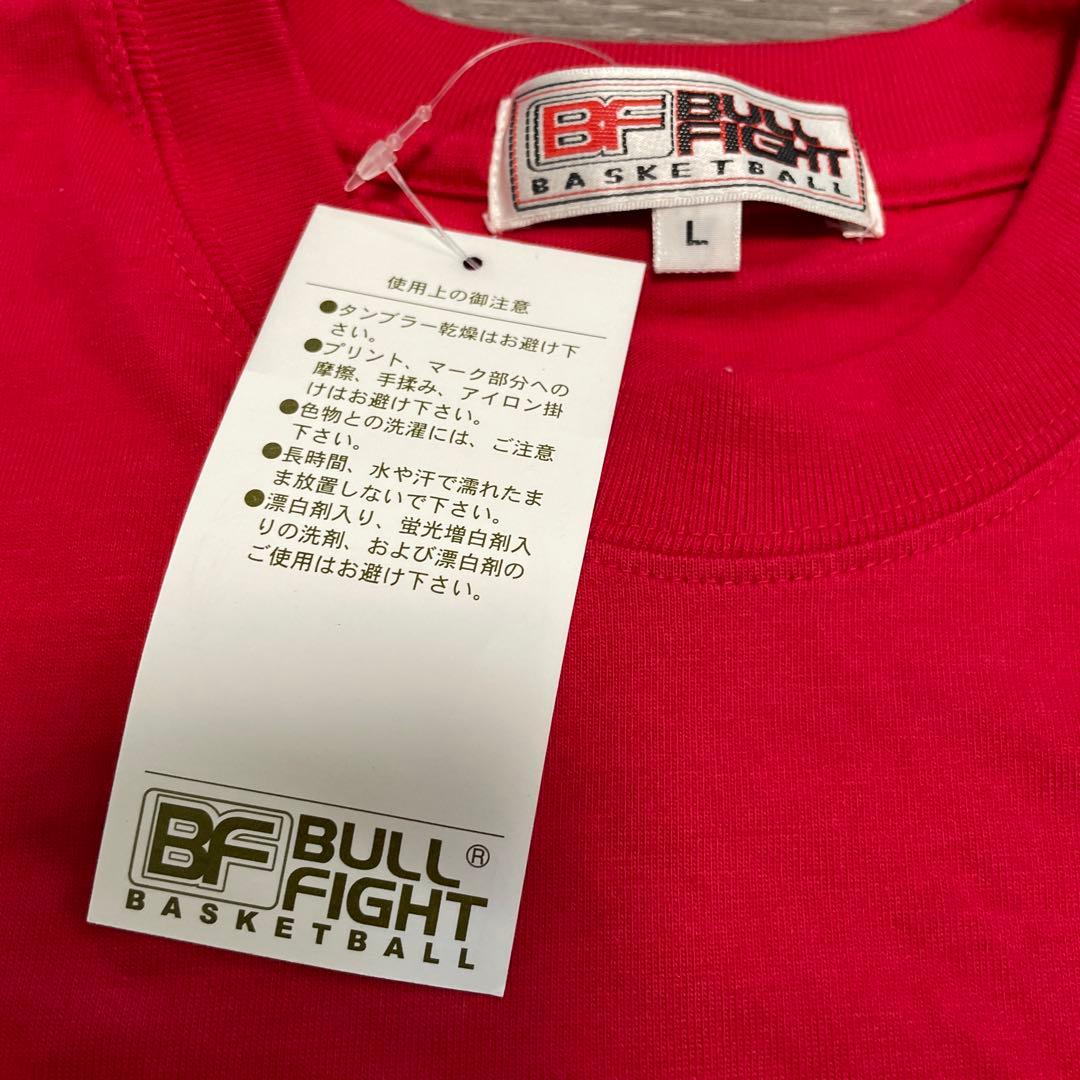 BF BULL
FIGHT
BASKETBALL
L
使用上の御注意
●タンブラー乾燥はお避け下
さい。
●プリント、マーク部分への
摩擦、手揉み、アイロン掛
けはお避け下さい。
●色物との洗濯には、ご注意
下さい。
●長時間、水や汗で濡れたま
ま放置しないで下さい。
●漂白剤入り、蛍光増白剤入
りの洗剤、および漂白剤の
ご使用はお避け下さい。
BF BULL ®
FIGHT
BASKETBALL